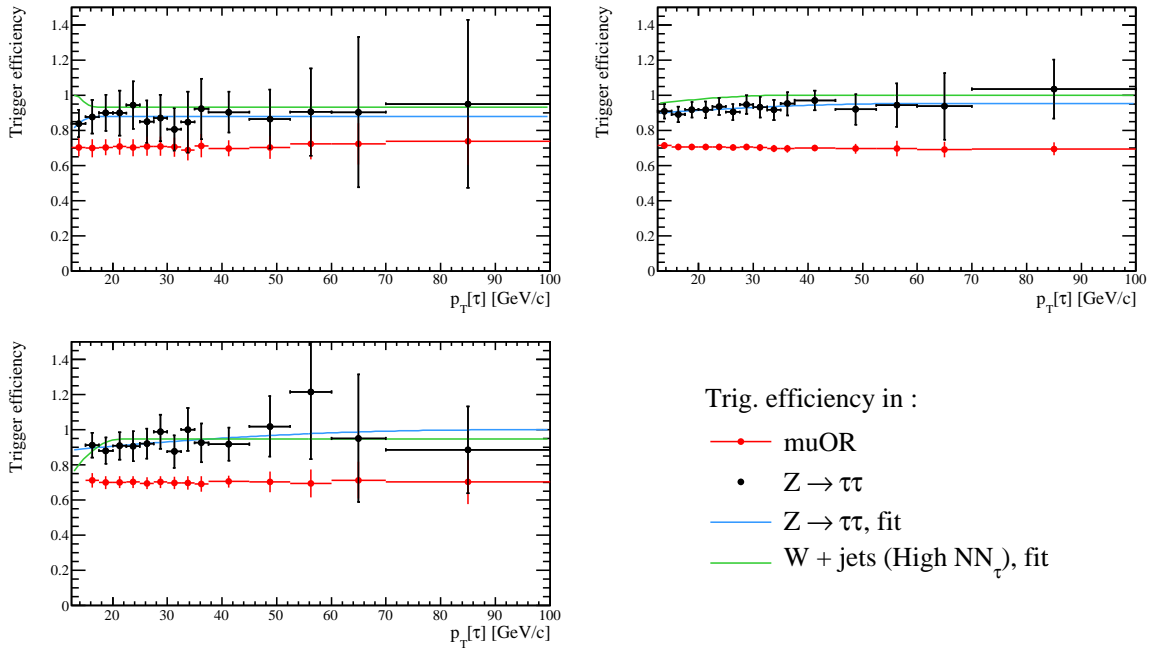 Trigger efficiency
1.4
1.2
1
0.8
0.6
0.4
0.2
0
20 30 40 50 60 70 80 90 100
p_T[τ] [GeV/c]
Trigger efficiency
1.4
1.2
1
0.8
0.6
0.4
0.2
0
20 30 40 50 60 70 80 90 100
p_T[τ] [GeV/c]
Trigger efficiency
1.4
1.2
1
0.8
0.6
0.4
0.2
0
20 30 40 50 60 70 80 90 100
p_T[τ] [GeV/c]
Trig. efficiency in :
muOR
Z → ττ
Z → ττ, fit
W + jets (High NN_τ), fit